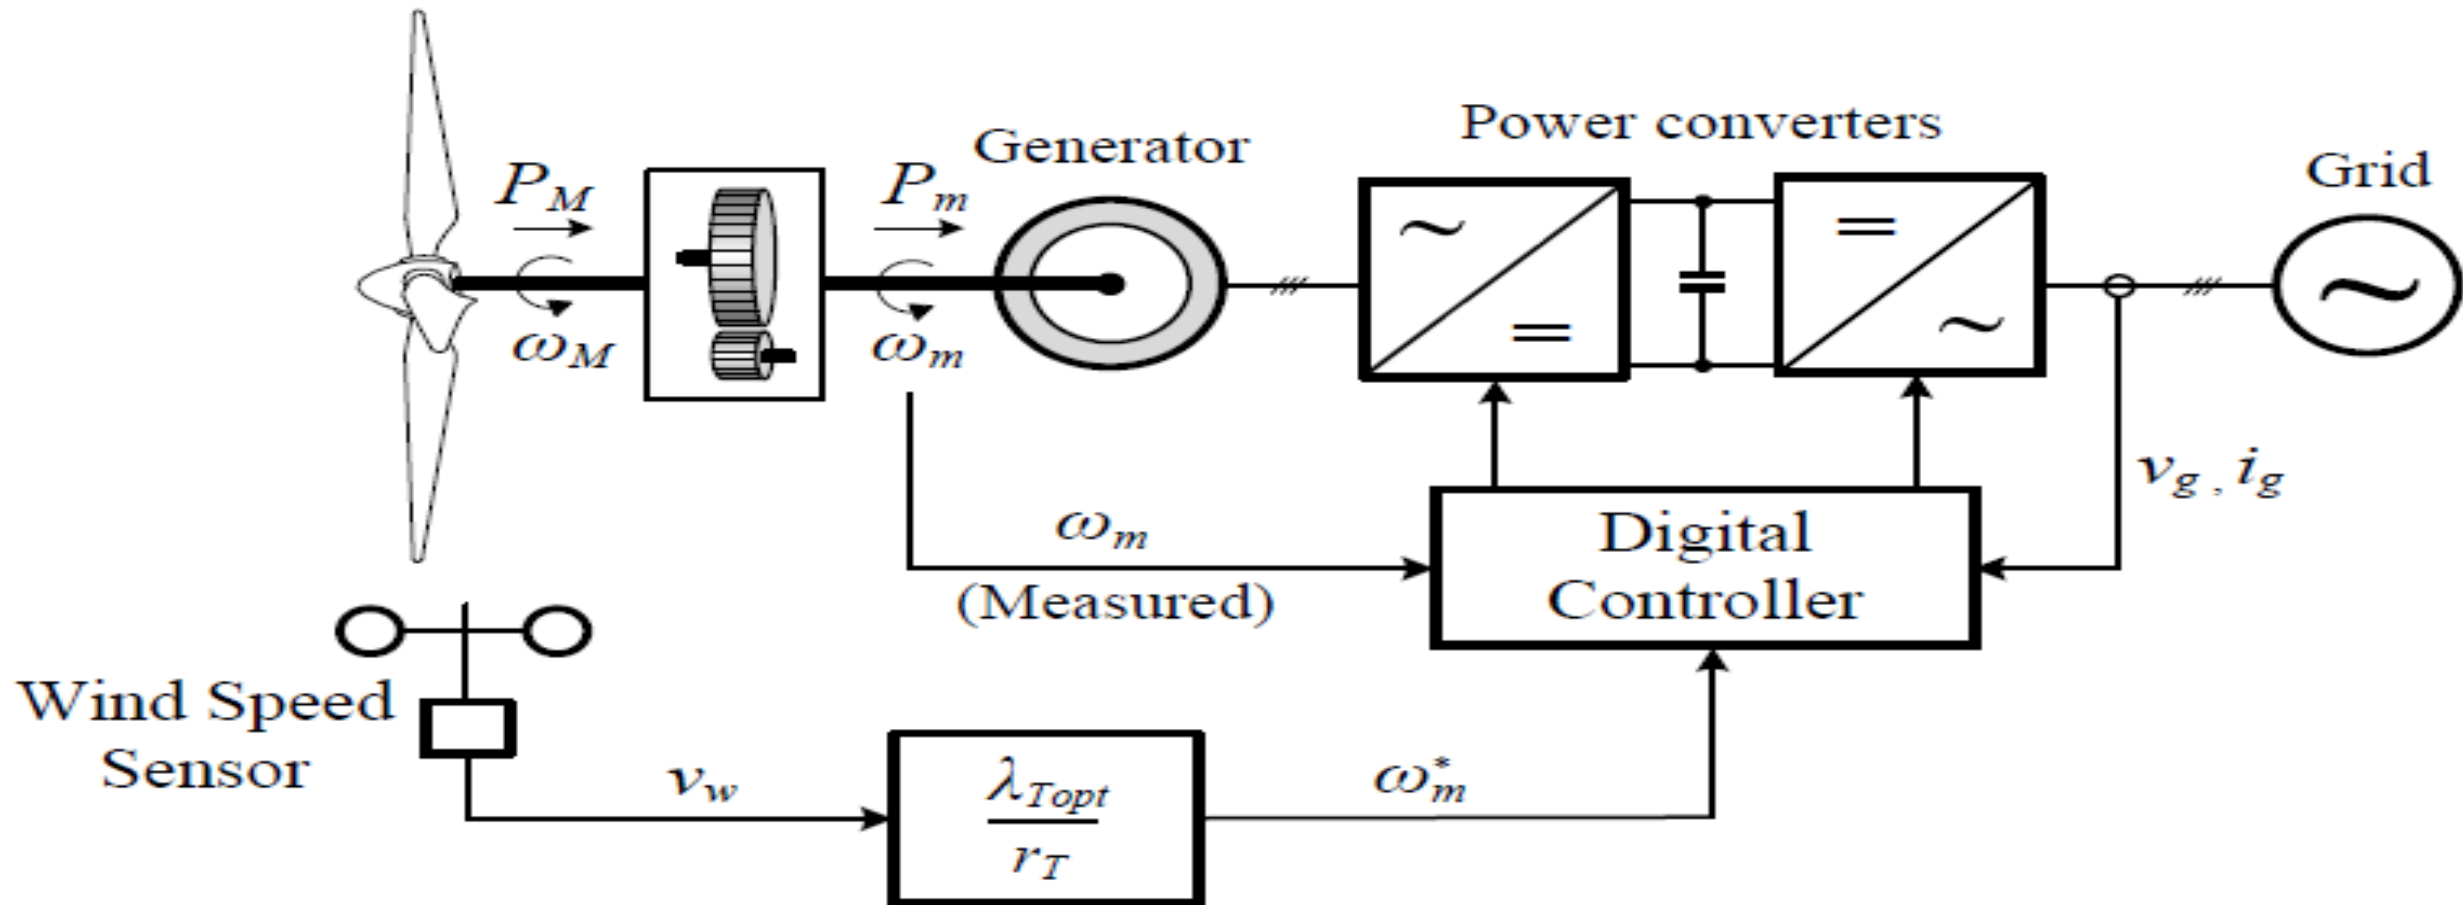 Generator
Power converters
Grid
P_M
P_m
~
=
=
~
~
ω_M
ω_m
v_g , i_g
ω_m
(Measured)
Digital
Controller
Wind Speed
Sensor
v_w
λ_Topt
r_T
ω_m^*